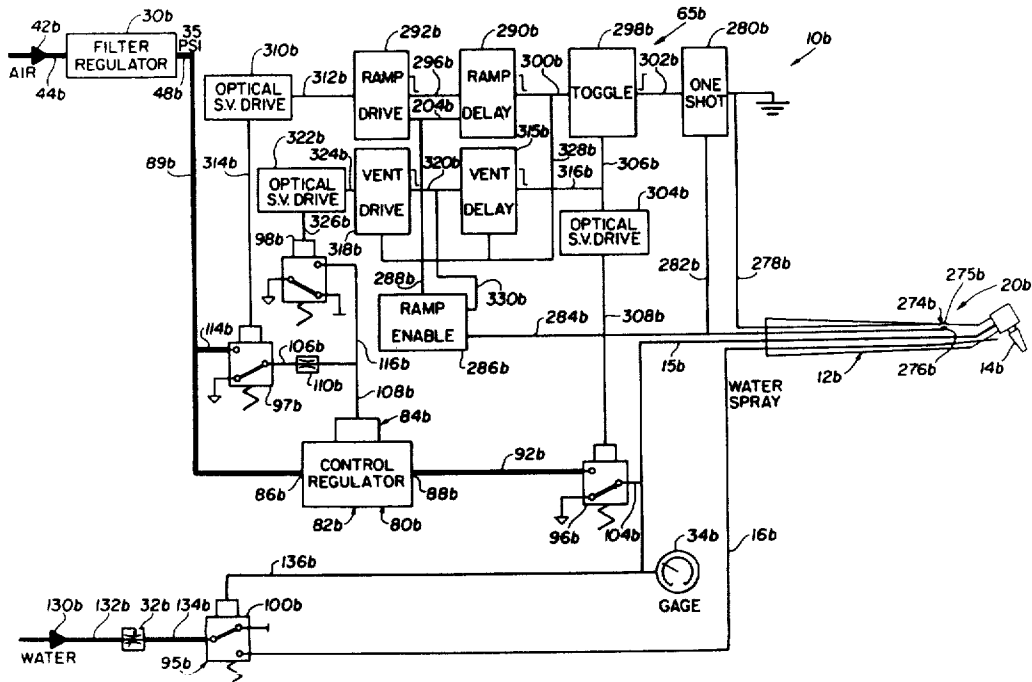 42b
30b
35
PSI
292b
290b
298b
65b
280b
10b
FILTER
REGULATOR
AIR
44b
48b
310b
OPTICAL
S.V. DRIVE
312b
RAMP
DRIVE
296b
204b
RAMP
DELAY
300b
TOGGLE
302b
ONE
SHOT
322b
315b
328b
89b
314b
324b
OPTICAL
S.V. DRIVE
VENT
DRIVE
320b
VENT
DELAY
316b
306b
304b
OPTICAL
S.V. DRIVE
326b
98b
318b
288b
330b
282b
278b
275b
20b
274b
RAMP
ENABLE
284b
308b
114b
106b
116b
286b
15b
12b
276b
14b
110b
97b
108b
WATER
SPRAY
84b
CONTROL
REGULATOR
92b
86b
88b
82b
80b
96b
104b
34b
16b
136b
GAGE
130b
132b
32b
134b
100b
WATER
95b